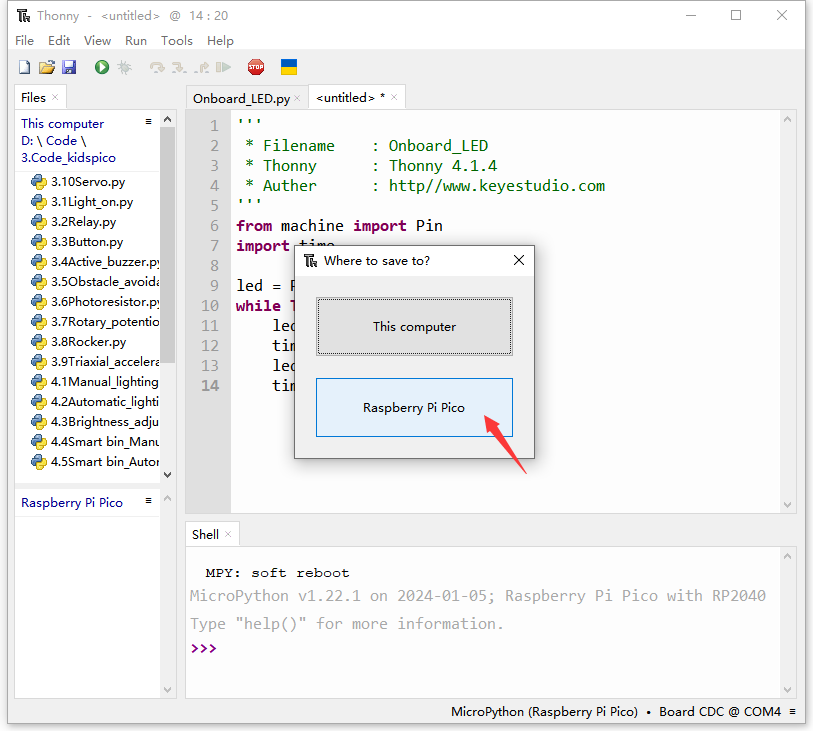 Thonny - <untitled> @ 14 : 20
File Edit View Run Tools Help
STOP
Files
This computer
D: \ Code \
3.Code_kidspico
3.10Servo.py
3.1Light_on.py
3.2Relay.py
3.3Button.py
3.4Active_buzzer.py
3.5Obstacle_avoida
3.6Photoresistor.py
3.7Rotary_potentio
3.8Rocker.py
3.9Triaxial_accelera
4.1Manual_lighting
4.2Automatic_lighti
4.3Brightness_adju
4.4Smart bin_Manu
4.5Smart bin_Autor
Raspberry Pi Pico
Onboard_LED.py
<untitled> *
1 '''
2 * Filename : Onboard_LED
3 * Thonny : Thonny 4.1.4
4 * Auther : http//www.keyestudio.com
5 '''
6 from machine import Pin
7 import time
8
9 led = P
10 while T
11 led
12 tim
13 led
14 tim
Where to save to?
This computer
Raspberry Pi Pico
Shell
MPY: soft reboot
MicroPython v1.22.1 on 2024-01-05; Raspberry Pi Pico with RP2040
Type "help()" for more information.
>>>
MicroPython (Raspberry Pi Pico) • Board CDC @ COM4